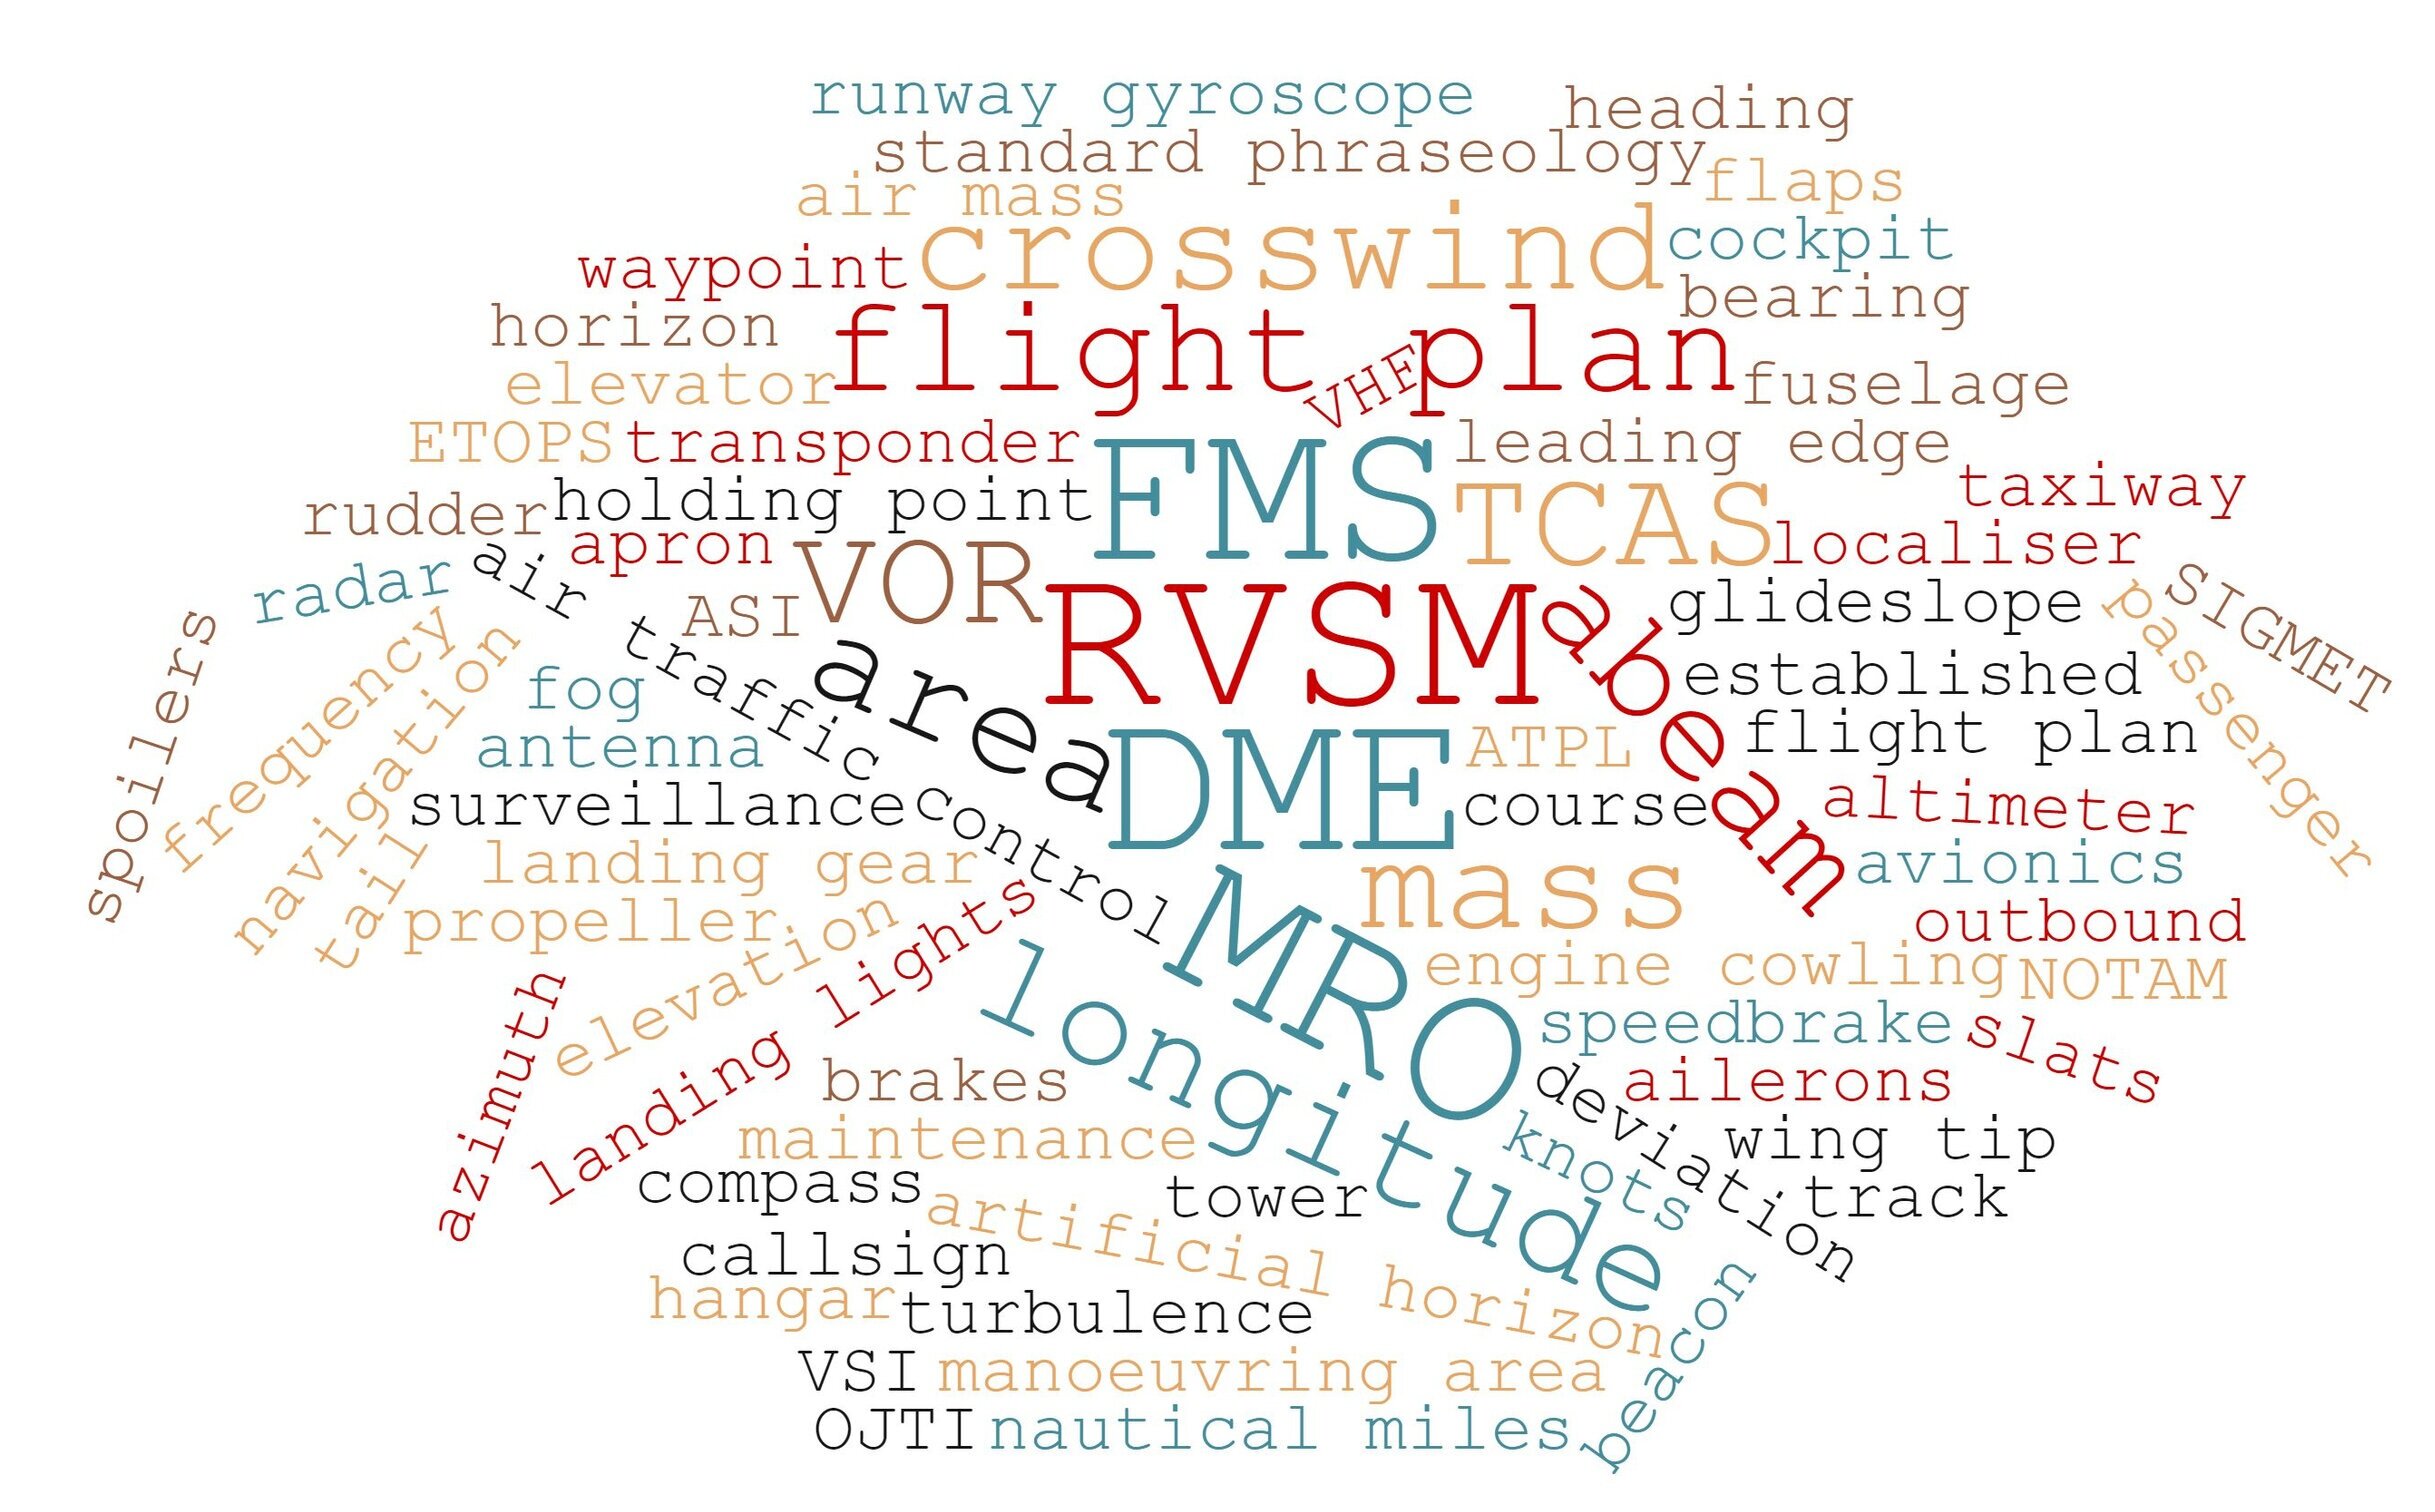 runway gyroscope
heading
standard phraseology
flaps
air mass
crosswind
cockpit
waypoint
bearing
horizon
flight plan
VHF
elevator
fuselage
ETOPS
transponder
FMS
leading edge
taxiway
rudder
holding point
TCAS
apron
VOR
localiser
radar
air traffic control
ASI
RVSM
abeam
glideslope
SIGMET
passenger
spoilers
frequency
navigation
fog
area
established
antenna
DME
ATPL
flight plan
surveillance
course
altimeter
tail
landing gear
mass
avionics
propeller
MRO
outbound
elevation
landing lights
longitude
engine cowling
NOTAM
azimuth
speedbrake
slats
brakes
deviation
ailerons
maintenance
knots
wing tip
compass
artificial horizon
tower
track
callsign
hangar
turbulence
beacon
VSI
manoeuvring area
OJTI
nautical miles